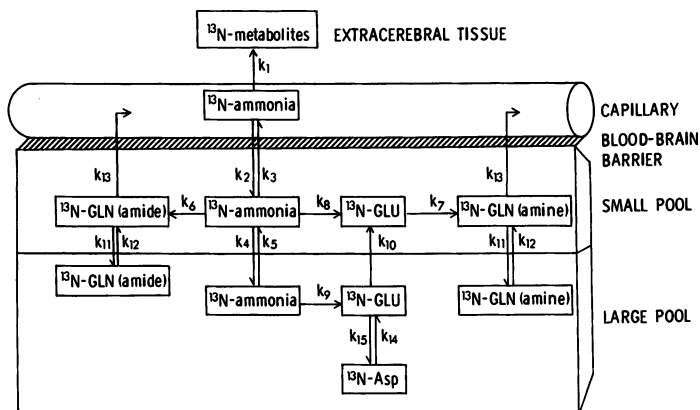 ¹³N-metabolites
EXTRACEREBRAL TISSUE
k₁
¹³N-ammonia
CAPILLARY
BLOOD-BRAIN
BARRIER
k₁₃
k₂
k₃
k₁₃
¹³N-GLN (amide)
k₆
¹³N-ammonia
k₈
¹³N-GLU
k₇
¹³N-GLN (amine)
SMALL POOL
k₁₁
k₁₂
k₄
k₅
k₁₀
k₁₁
k₁₂
¹³N-GLN (amide)
¹³N-ammonia
k₉
¹³N-GLU
¹³N-GLN (amine)
LARGE POOL
k₁₅
k₁₄
¹³N-Asp